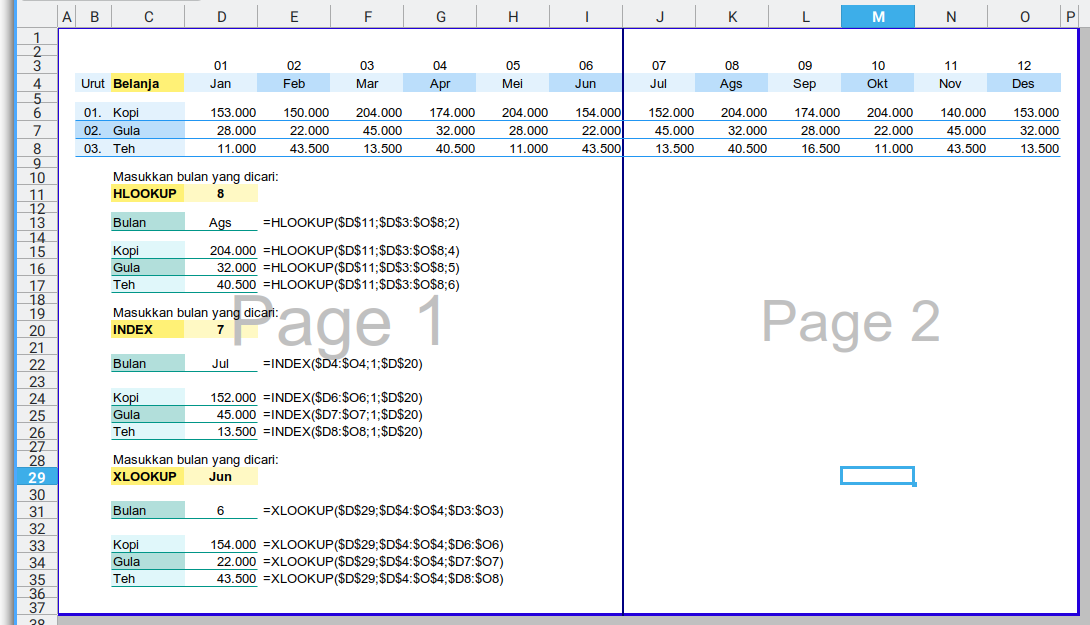 A B C D E F G H I J K L M N O P
1
2
3 01 02 03 04 05 06 07 08 09 10 11 12
4 Urut Belanja Jan Feb Mar Apr Mei Jun Jul Ags Sep Okt Nov Des
5
6 01. Kopi 153.000 150.000 204.000 174.000 204.000 154.000 152.000 204.000 174.000 204.000 140.000 153.000
7 02. Gula 28.000 22.000 45.000 32.000 28.000 22.000 45.000 32.000 28.000 22.000 45.000 32.000
8 03. Teh 11.000 43.500 13.500 40.500 11.000 43.500 13.500 40.500 16.500 11.000 43.500 13.500
9
10 Masukkan bulan yang dicari:
11 HLOOKUP 8
12
13 Bulan Ags =HLOOKUP($D$11;$D$3:$O$8;2)
14
15 Kopi 204.000 =HLOOKUP($D$11;$D$3:$O$8;4)
16 Gula 32.000 =HLOOKUP($D$11;$D$3:$O$8;5)
17 Teh 40.500 =HLOOKUP($D$11;$D$3:$O$8;6)
18
19 Masukkan bulan yang dicari:
20 INDEX 7
Page 1 Page 2
21
22 Bulan Jul =INDEX($D4:$O4;1;$D$20)
23
24 Kopi 152.000 =INDEX($D6:$O6;1;$D$20)
25 Gula 45.000 =INDEX($D7:$O7;1;$D$20)
26 Teh 13.500 =INDEX($D8:$O8;1;$D$20)
27
28 Masukkan bulan yang dicari:
29 XLOOKUP Jun
30
31 Bulan 6 =XLOOKUP($D$29;$D$4:$O$4;$D3:$O3)
32
33 Kopi 154.000 =XLOOKUP($D$29;$D$4:$O$4;$D6:$O6)
34 Gula 22.000 =XLOOKUP($D$29;$D$4:$O$4;$D7:$O7)
35 Teh 43.500 =XLOOKUP($D$29;$D$4:$O$4;$D8:$O8)
36
37
38